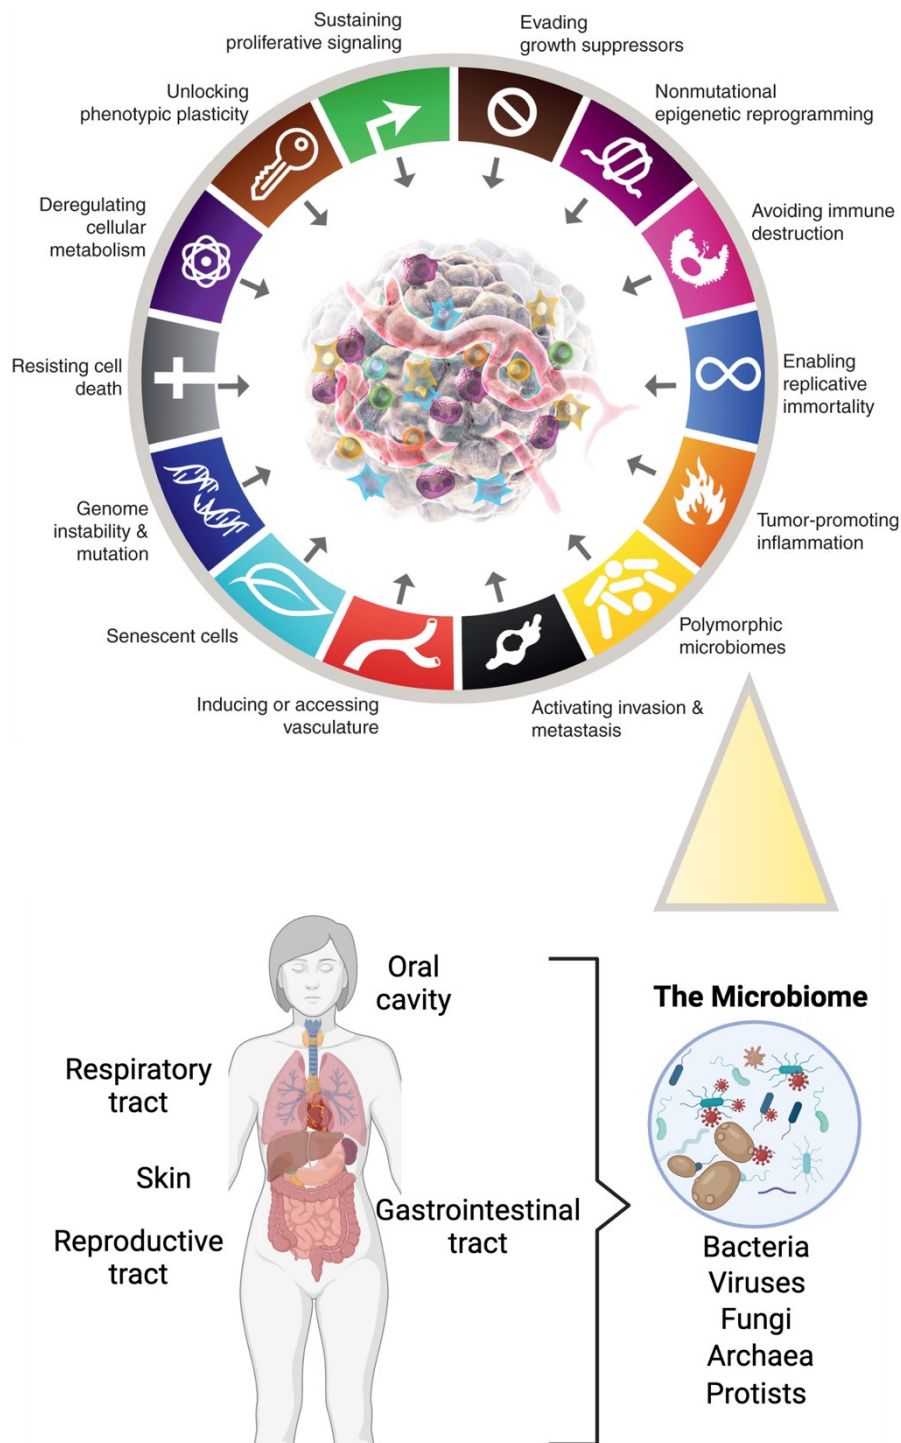 Sustaining
proliferative signaling
Evading
growth suppressors
Unlocking
phenotypic plasticity
Nonmutational
epigenetic reprogramming
Deregulating
cellular
metabolism
Avoiding immune
destruction
Resisting cell
death
Enabling
replicative
immortality
Genome
instability &
mutation
Tumor-promoting
inflammation
Senescent cells
Polymorphic
microbiomes
Inducing or accessing
vasculature
Activating invasion &
metastasis
Oral
cavity
The Microbiome
Respiratory
tract
Skin
Reproductive
tract
Gastrointestinal
tract
Bacteria
Viruses
Fungi
Archaea
Protists